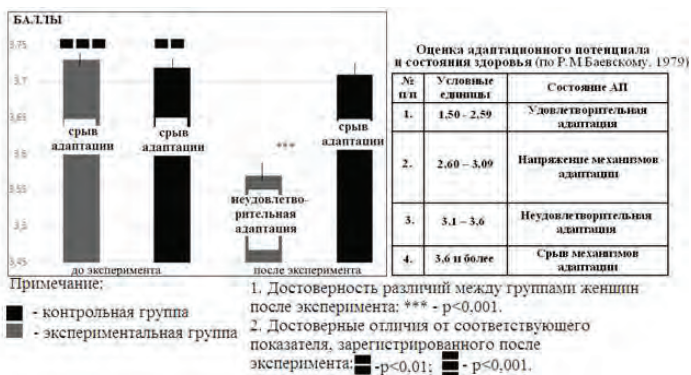 БАЛЛЫ
3,75
3,7
3,65
3,6
3,55
3,5
3,45
срыв
адаптации
срыв
адаптации
***
неудовлетво-
рительная
адаптация
срыв
адаптации
до эксперимента
после эксперимента
Оценка адаптационного потенциала
и состояния здоровья (по Р.М.Баевскому, 1979)
№ п/п
Условные единицы
Состояние АП
1.
1,50 - 2,59
Удовлетворительная
адаптация
2.
2,60 – 3,09
Напряжение механизмов
адаптации
3.
3,1 – 3,6
Неудовлетворительная
адаптация
4.
3,6 и более
Срыв механизмов
адаптации
Примечание:
- контрольная группа
- экспериментальная группа
1. Достоверность различий между группами женщин
после эксперимента: *** - р<0,001.
2. Достоверные отличия от соответствующего
показателя, зарегистрированного после
эксперимента: -р<0,01; - р<0,001.